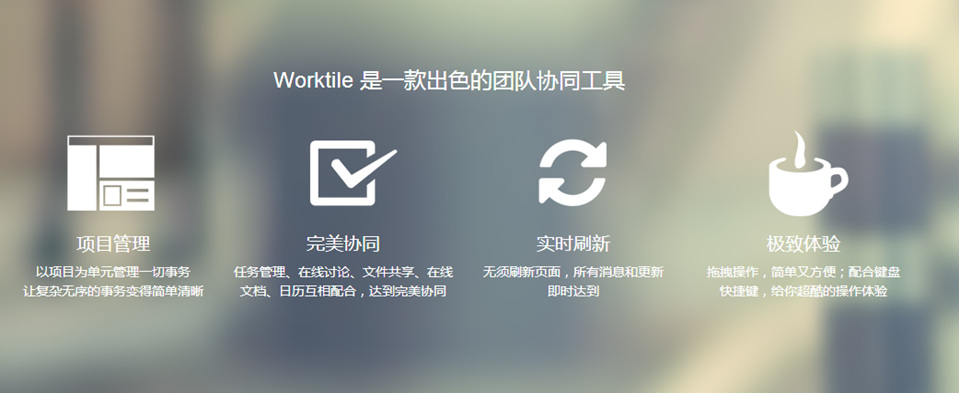 Worktile 是一款出色的团队协同工具
项目管理
以项目为单元管理一切事务
让复杂无序的事务变得简单清晰
完美协同
任务管理、在线讨论、文件共享、在线
文档、日历互相配合，达到完美协同
实时刷新
无须刷新页面，所有消息和更新
即时达到
极致体验
拖拽操作，简单又方便；配合键盘
快捷键，给你超酷的操作体验